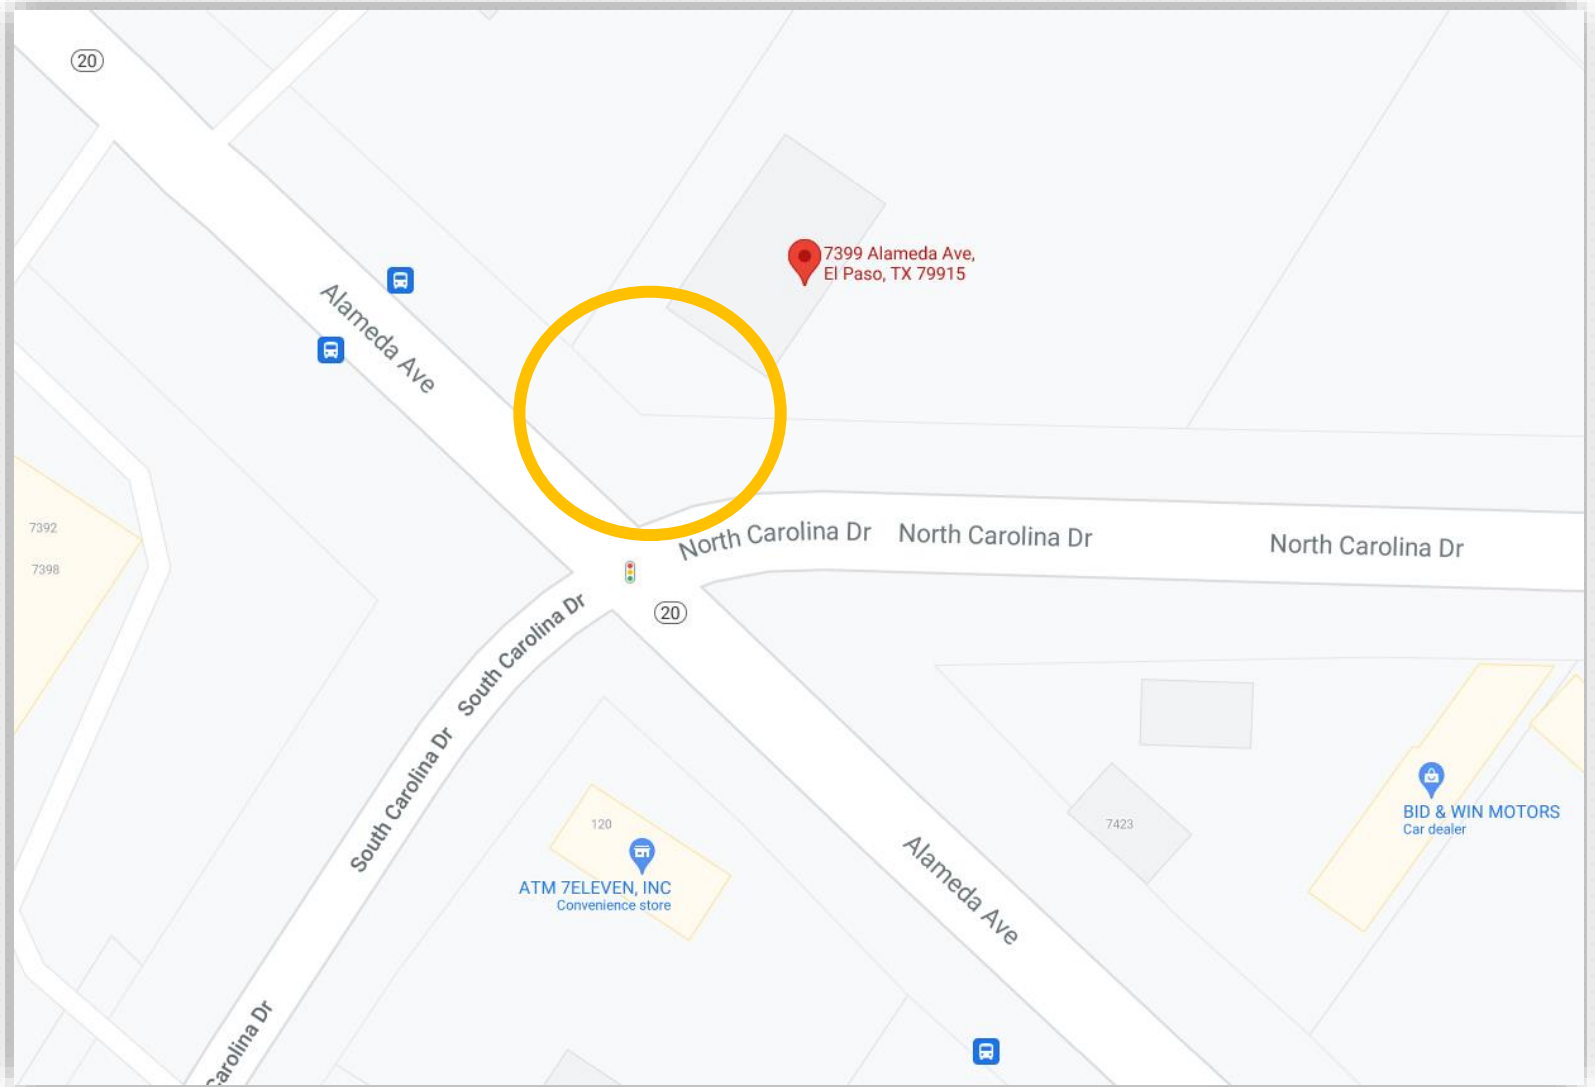 20
7399 Alameda Ave,
El Paso, TX 79915
Alameda Ave
7392
7398
North Carolina Dr
North Carolina Dr
North Carolina Dr
South Carolina Dr
20
South Carolina Dr
120
ATM 7ELEVEN, INC
Convenience store
7423
BID & WIN MOTORS
Car dealer
Alameda Ave
Carolina Dr